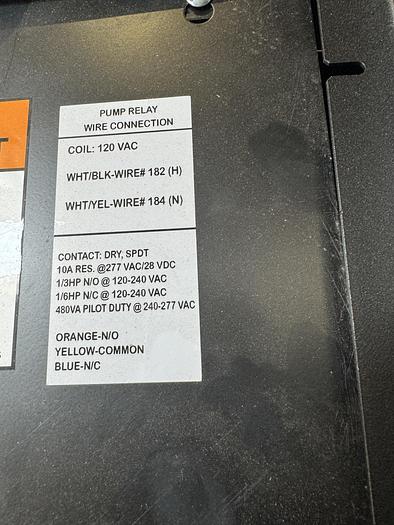 PUMP RELAY
WIRE CONNECTION
COIL: 120 VAC
WHT/BLK-WIRE# 182 (H)
WHT/YEL-WIRE# 184 (N)
CONTACT: DRY, SPDT
10A RES. @277 VAC/28 VDC
1/3HP N/O @ 120-240 VAC
1/6HP N/C @ 120-240 VAC
480VA PILOT DUTY @ 240-277 VAC
ORANGE-N/O
YELLOW-COMMON
BLUE-N/C